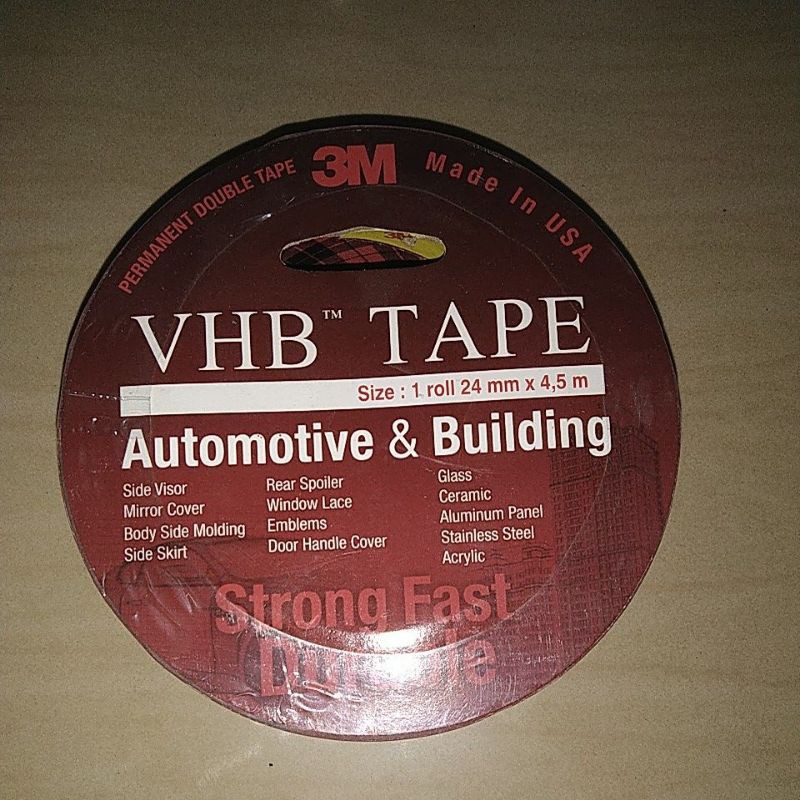 PERMANENT DOUBLE TAPE 3M Made In USA
VHB™ TAPE
Size : 1 roll 24 mm x 4,5 m
Automotive & Building
Side Visor
Mirror Cover
Body Side Molding
Side Skirt
Rear Spoiler
Window Lace
Emblems
Door Handle Cover
Glass
Ceramic
Aluminum Panel
Stainless Steel
Acrylic
Strong Fast